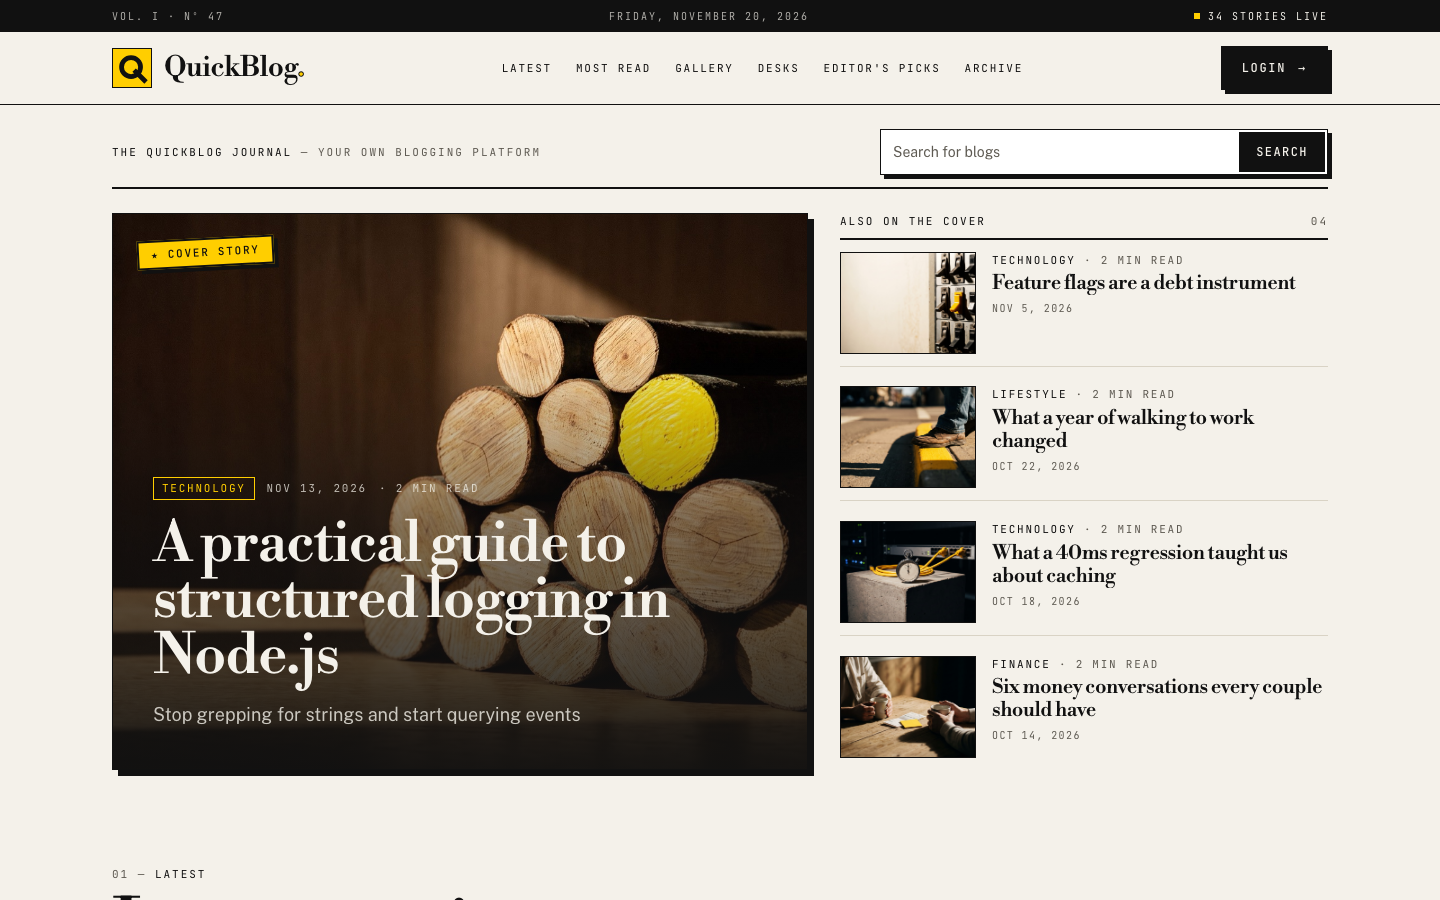 VOL. I · N° 47
FRIDAY, NOVEMBER 20, 2026
34 STORIES LIVE
QuickBlog.
LATEST
MOST READ
GALLERY
DESKS
EDITOR'S PICKS
ARCHIVE
LOGIN →
THE QUICKBLOG JOURNAL — YOUR OWN BLOGGING PLATFORM
Search for blogs
SEARCH
★ COVER STORY
TECHNOLOGY
NOV 13, 2026 · 2 MIN READ
A practical guide to
structured logging in
Node.js
Stop grepping for strings and start querying events
ALSO ON THE COVER
04
TECHNOLOGY · 2 MIN READ
Feature flags are a debt instrument
NOV 5, 2026
LIFESTYLE · 2 MIN READ
What a year of walking to work
changed
OCT 22, 2026
TECHNOLOGY · 2 MIN READ
What a 40ms regression taught us
about caching
OCT 18, 2026
FINANCE · 2 MIN READ
Six money conversations every couple
should have
OCT 14, 2026
01 — LATEST